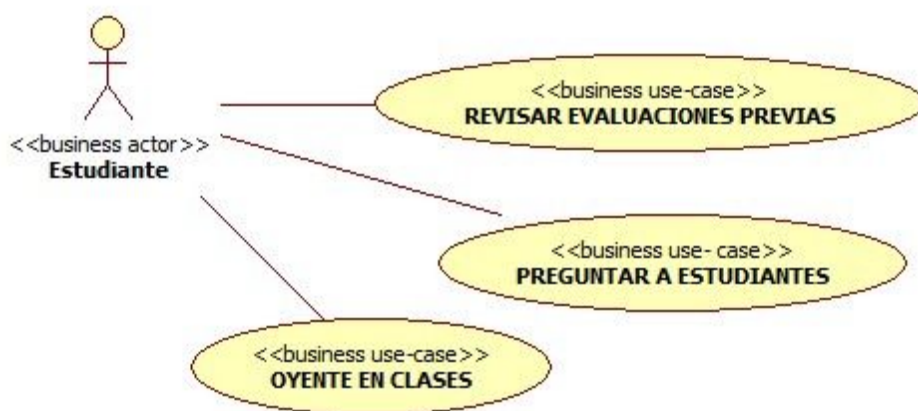 <<business use-case>>
REVISAR EVALUACIONES PREVIAS
<<business actor>>
Estudiante
<<business use- case>>
PREGUNTAR A ESTUDIANTES
<<business use-case>>
OYENTE EN CLASES